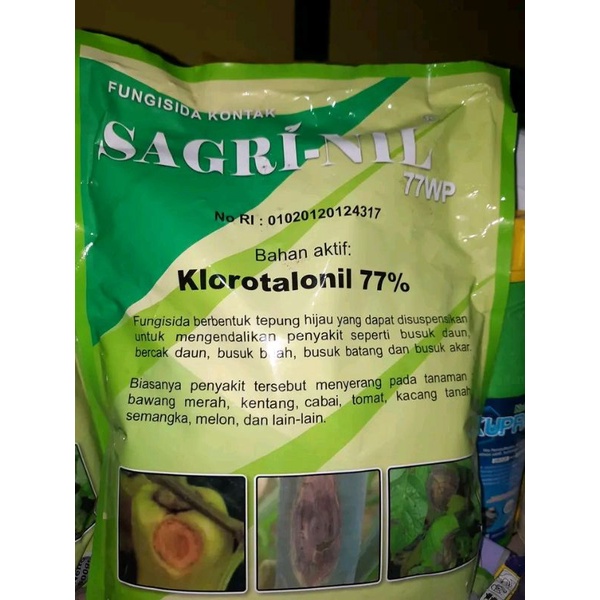 FUNGISIDA KONTAK
SAGRI-NIL®
77WP
No RI : 01020120124317
Bahan aktif:
Klorotalonil 77%
Fungisida berbentuk tepung hijau yang dapat disuspensikan
untuk mengendalikan penyakit seperti busuk daun,
bercak daun, busuk buah, busuk batang dan busuk akar.
Biasanya penyakit tersebut menyerang pada tanaman
bawang merah, kentang, cabai, tomat, kacang tanah
semangka, melon, dan lain-lain.